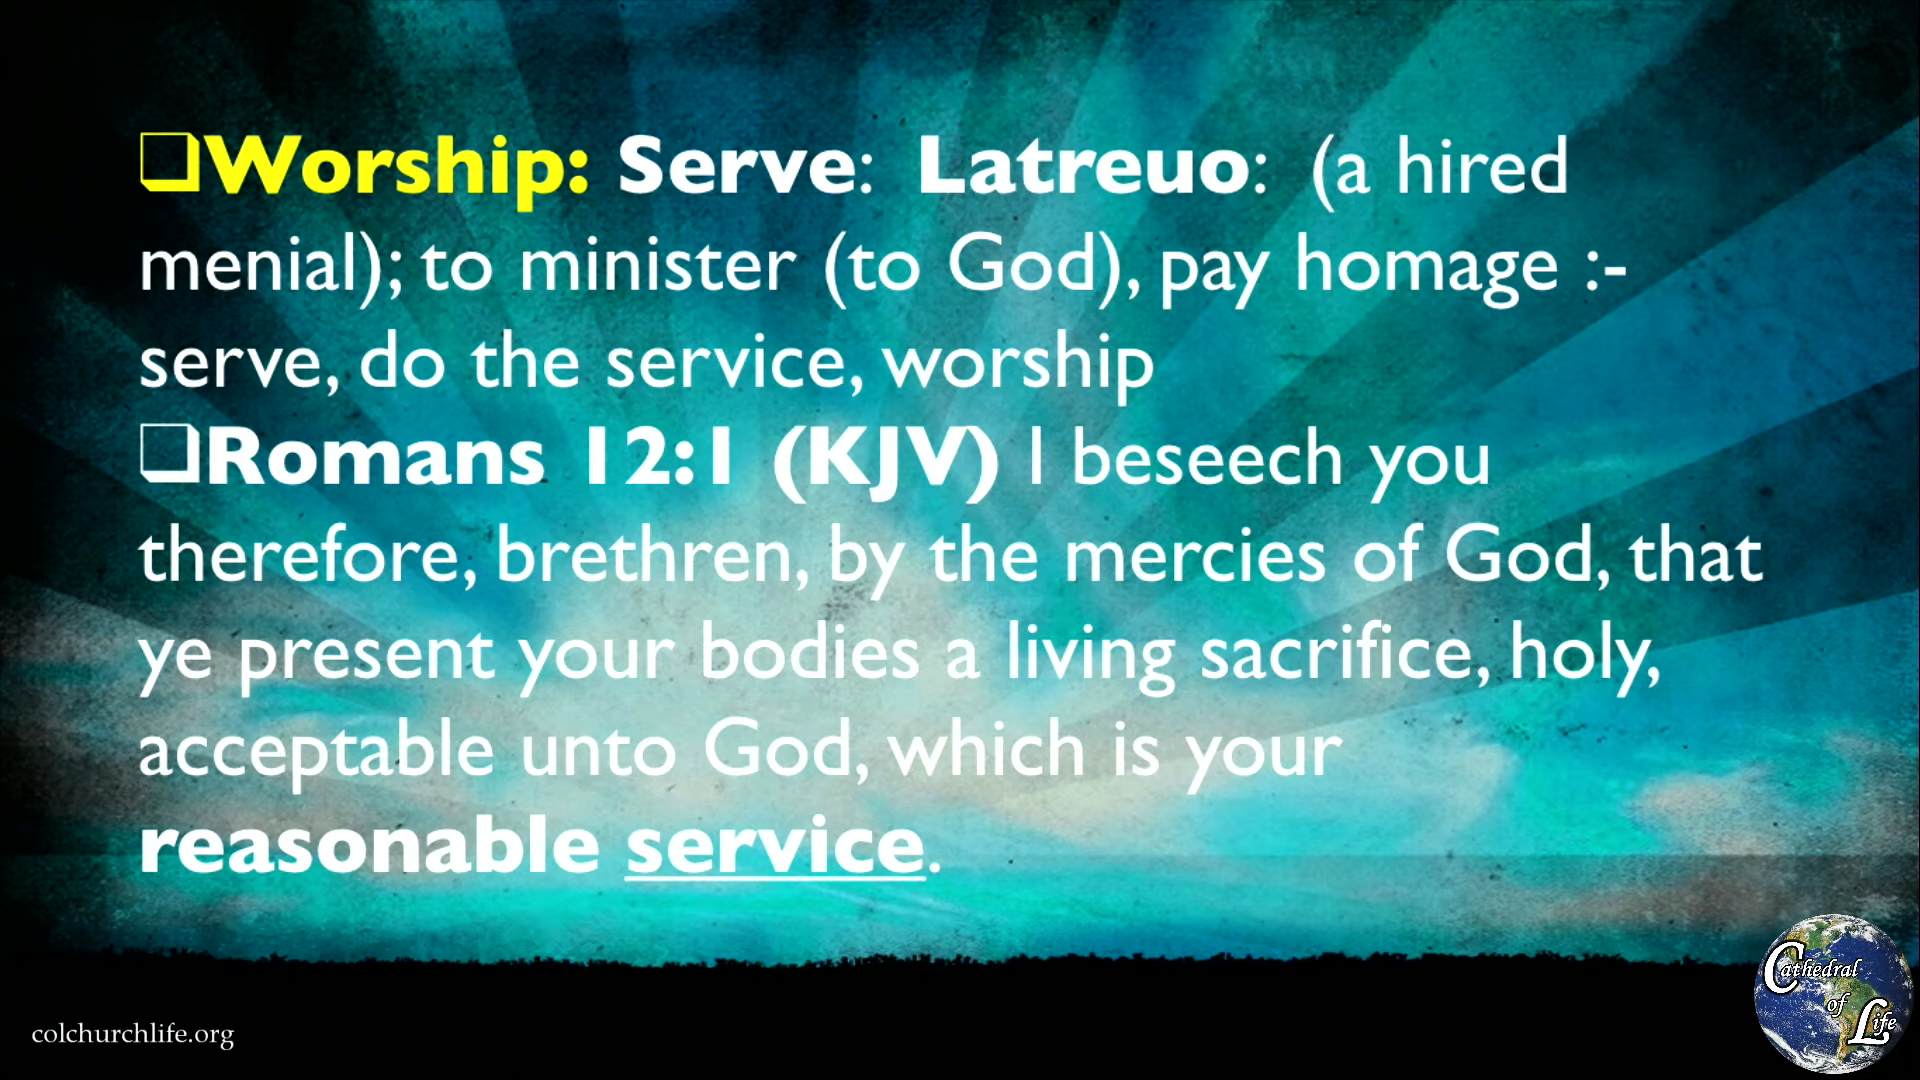 ❑Worship: Serve:  Latreuo:  (a hired
menial); to minister (to God), pay homage :-
serve, do the service, worship
❑Romans 12:1 (KJV) I beseech you
therefore, brethren, by the mercies of God, that
ye present your bodies a living sacrifice, holy,
acceptable unto God, which is your
reasonable service.
Cathedral
of
Life
colchurchlife.org